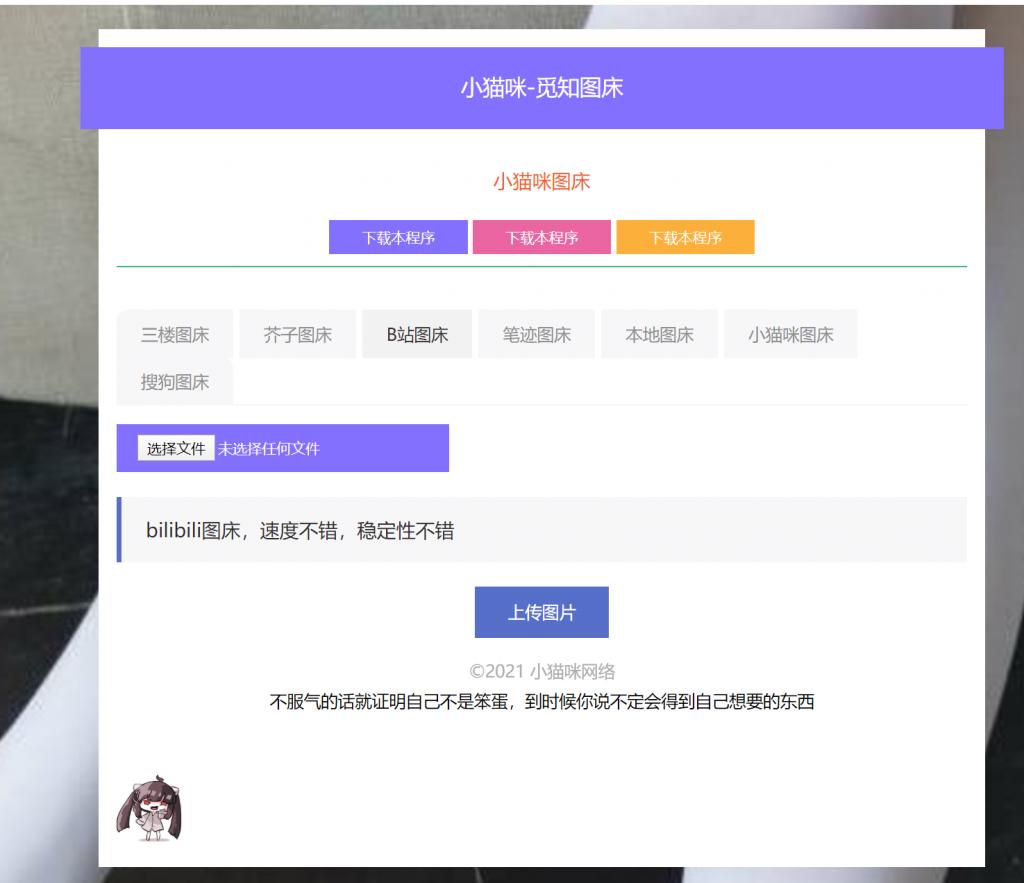 小猫咪-觅知图床
小猫咪图床
下载本程序 下载本程序 下载本程序
三楼图床 芥子图床 B站图床 笔迹图床 本地图床 小猫咪图床
搜狗图床
选择文件 未选择任何文件
bilibili图床，速度不错，稳定性不错
上传图片
©2021 小猫咪网络
不服气的话就证明自己不是笨蛋，到时候你说不定会得到自己想要的东西